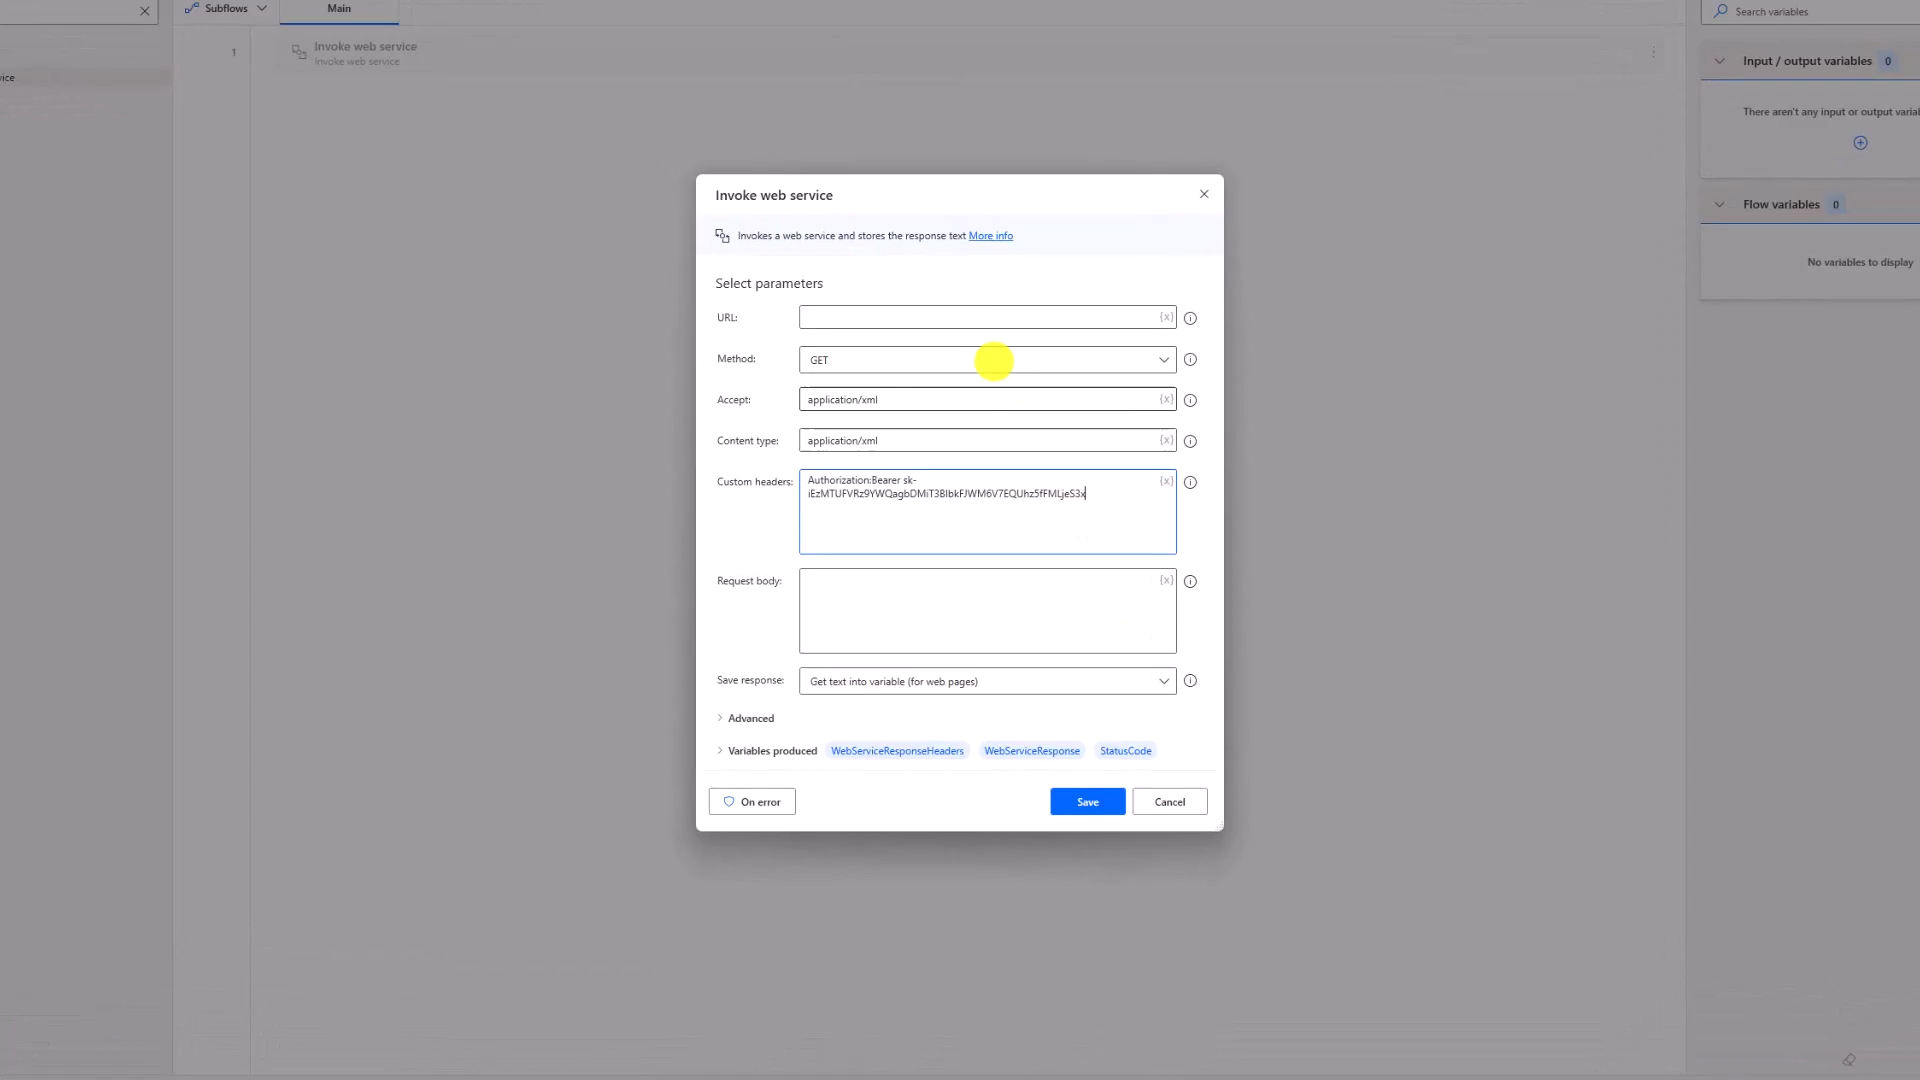 Subflows
Main
Search variables
1
Invoke web service
Invoke web service
Input / output variables 0
vice
There aren't any input or output variab
Invoke web service
Flow variables 0
Invokes a web service and stores the response text More info
No variables to display
Select parameters
URL:
{x}
Method:
GET
Accept:
application/xml
{x}
Content type:
application/xml
{x}
Custom headers:
Authorization:Bearer sk-
{x}
Request body:
{x}
Save response:
Get text into variable (for web pages)
Advanced
Variables produced WebServiceResponseHeaders WebServiceResponse StatusCode
On error
Save
Cancel